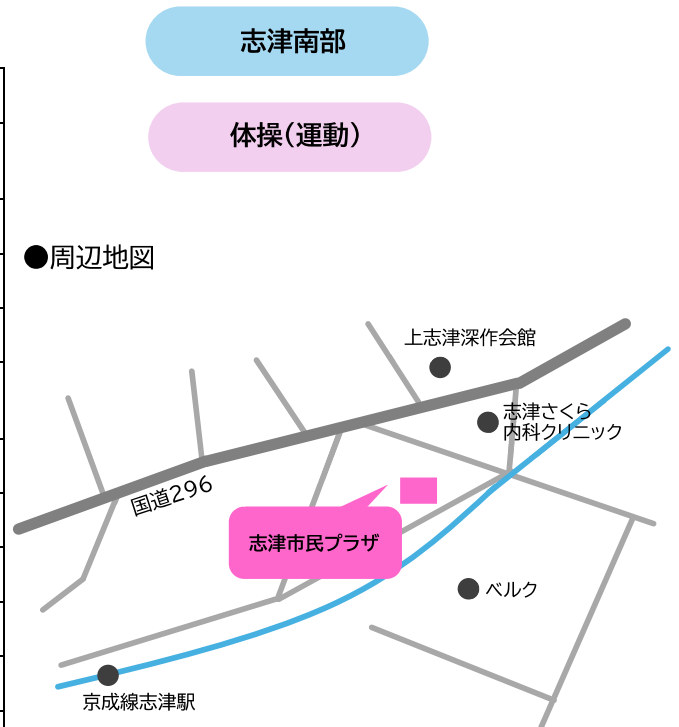 志津南部
体操(運動)
●周辺地図
上志津深作会館
志津さくら
内科クリニック
国道296
志津市民プラザ
ベルク
京成線志津駅